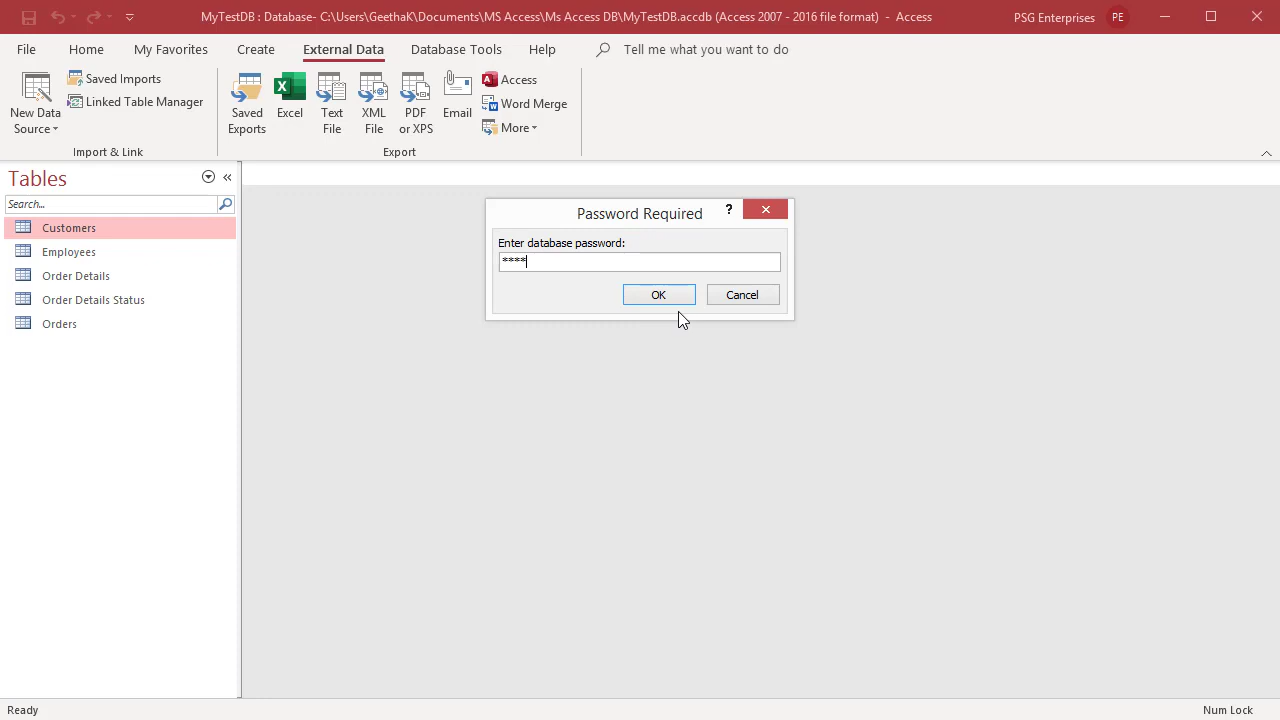 MyTestDB : Database- C:\Users\GeethaK\Documents\MS Access\Ms Access DB\MyTestDB.accdb (Access 2007 - 2016 file format) - Access
PSG Enterprises
PE
File
Home
My Favorites
Create
External Data
Database Tools
Help
Tell me what you want to do
New Data
Source
Saved Imports
Linked Table Manager
Import & Link
Saved
Exports
Excel
Text
File
XML
File
PDF
or XPS
Email
Access
Word Merge
More
Export
Tables
Search...
Customers
Employees
Order Details
Order Details Status
Orders
Password Required
?
Enter database password:
****
OK
Cancel
Ready
Num Lock